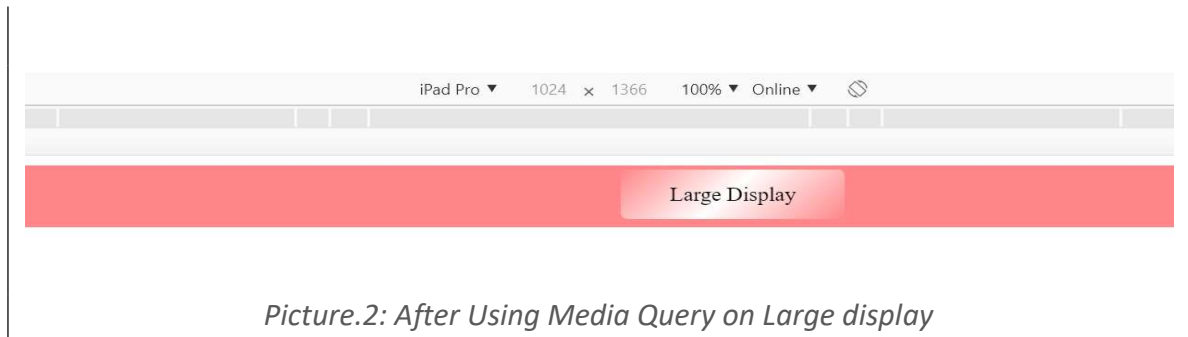 iPad Pro ▼ 1024 × 1366 100% ▼ Online ▼
Large Display
Picture.2: After Using Media Query on Large display